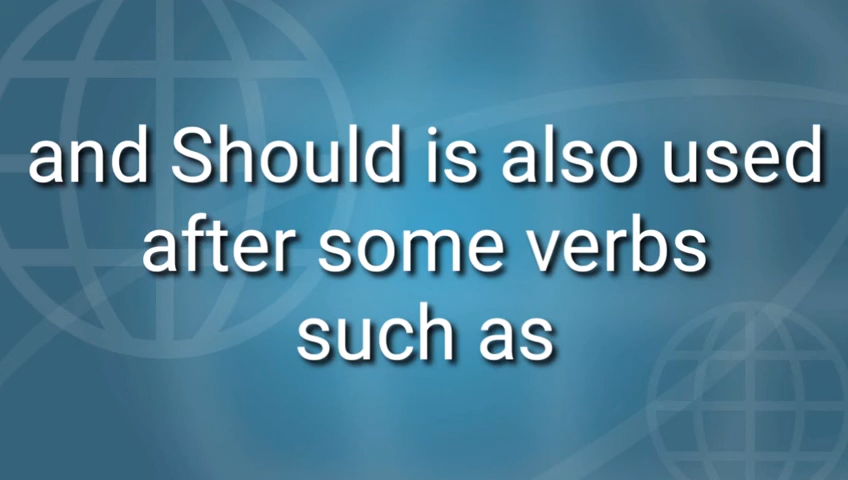 and Should is also used
after some verbs
such as